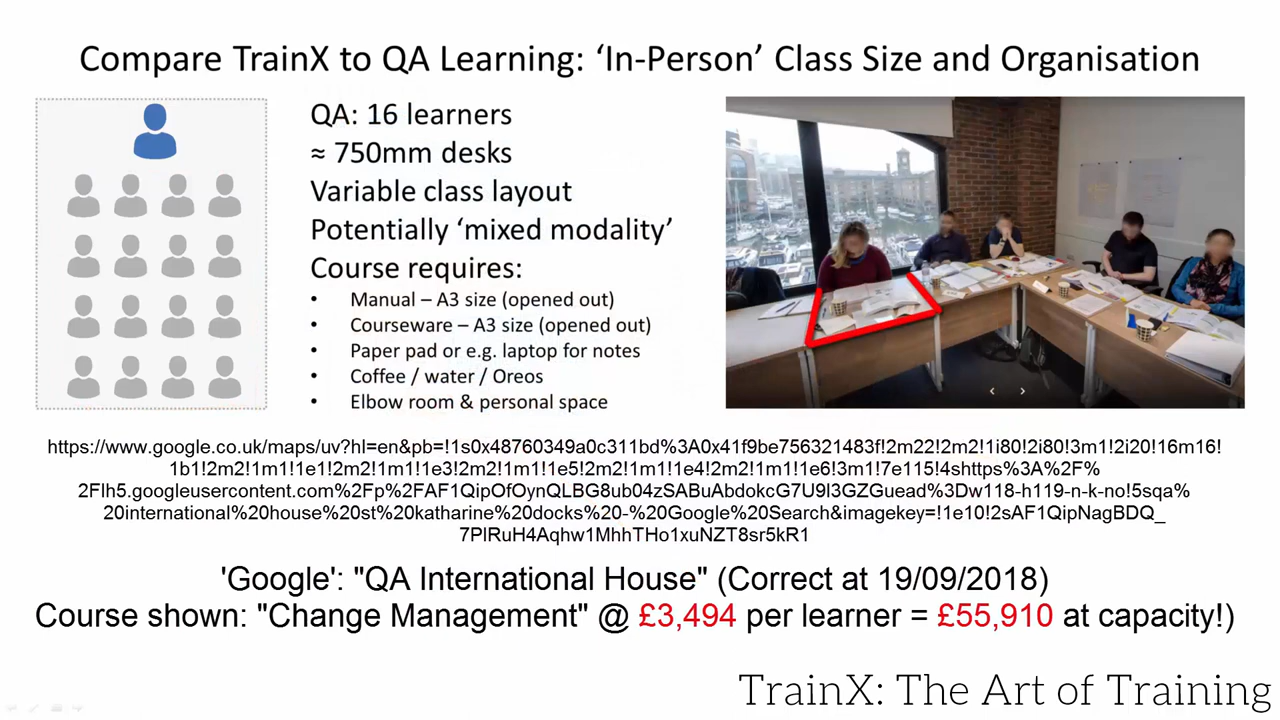 Compare TrainX to QA Learning: ‘In-Person’ Class Size and Organisation
QA: 16 learners
≈ 750mm desks
Variable class layout
Potentially ‘mixed modality’
Course requires:
• Manual – A3 size (opened out)
• Courseware – A3 size (opened out)
• Paper pad or e.g. laptop for notes
• Coffee / water / Oreos
• Elbow room & personal space
https://www.google.co.uk/maps/uv?hl=en&pb=!1s0x48760349a0c311bd%3A0x41f9be756321483f!2m22!2m2!1i80!2i80!3m1!2i20!16m16!
1b1!2m2!1m1!1e1!2m2!1m1!1e3!2m2!1m1!1e5!2m2!1m1!1e4!2m2!1m1!1e6!3m1!7e115!4shttps%3A%2F%
2Flh5.googleusercontent.com%2Fp%2FAF1QipOfOynQLBG8ub04zSABuAbdokcG7U9l3GZGuead%3Dw118-h119-n-k-no!5sqa%
20international%20house%20st%20katharine%20docks%20-%20Google%20Search&imagekey=!1e10!2sAF1QipNagBDQ_
7PlRuH4Aqhw1MhhTHo1xuNZT8sr5kR1
'Google': "QA International House" (Correct at 19/09/2018)
Course shown: "Change Management" @ £3,494 per learner = £55,910 at capacity!)
TrainX: The Art of Training